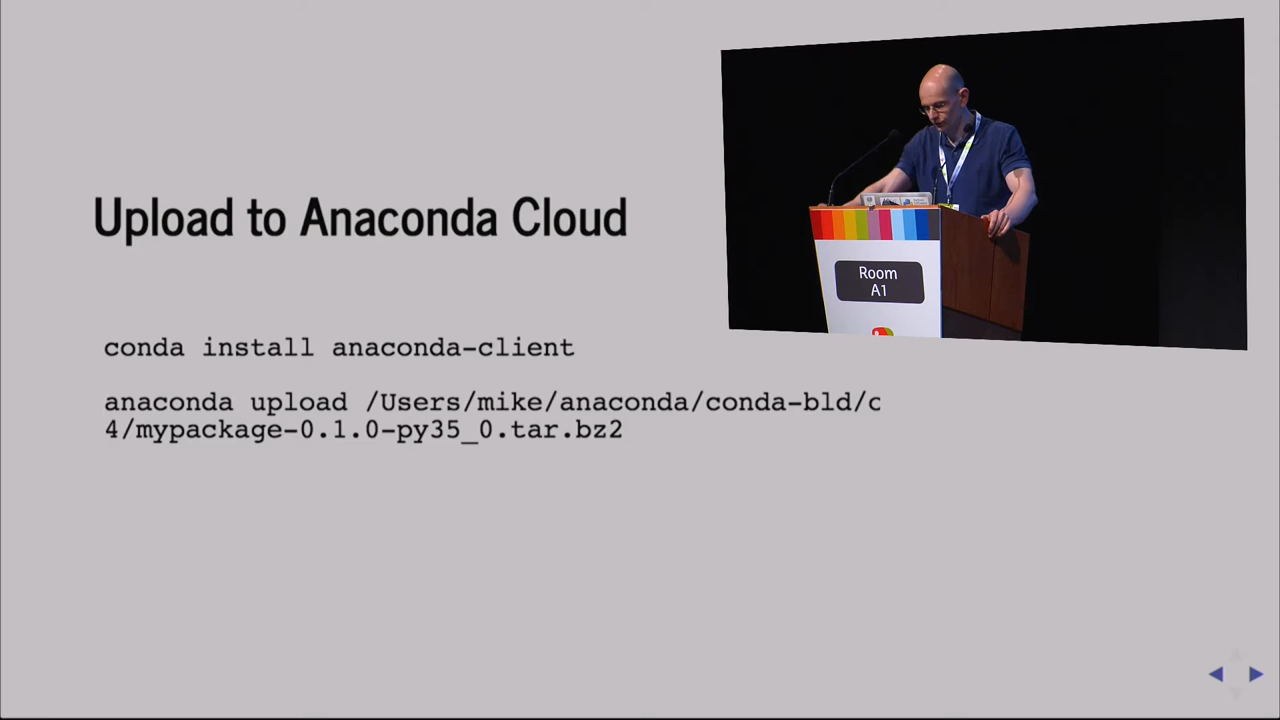 Upload to Anaconda Cloud
Room
A1
conda install anaconda-client
anaconda upload /Users/mike/anaconda/conda-bld/c
4/mypackage-0.1.0-py35_0.tar.bz2